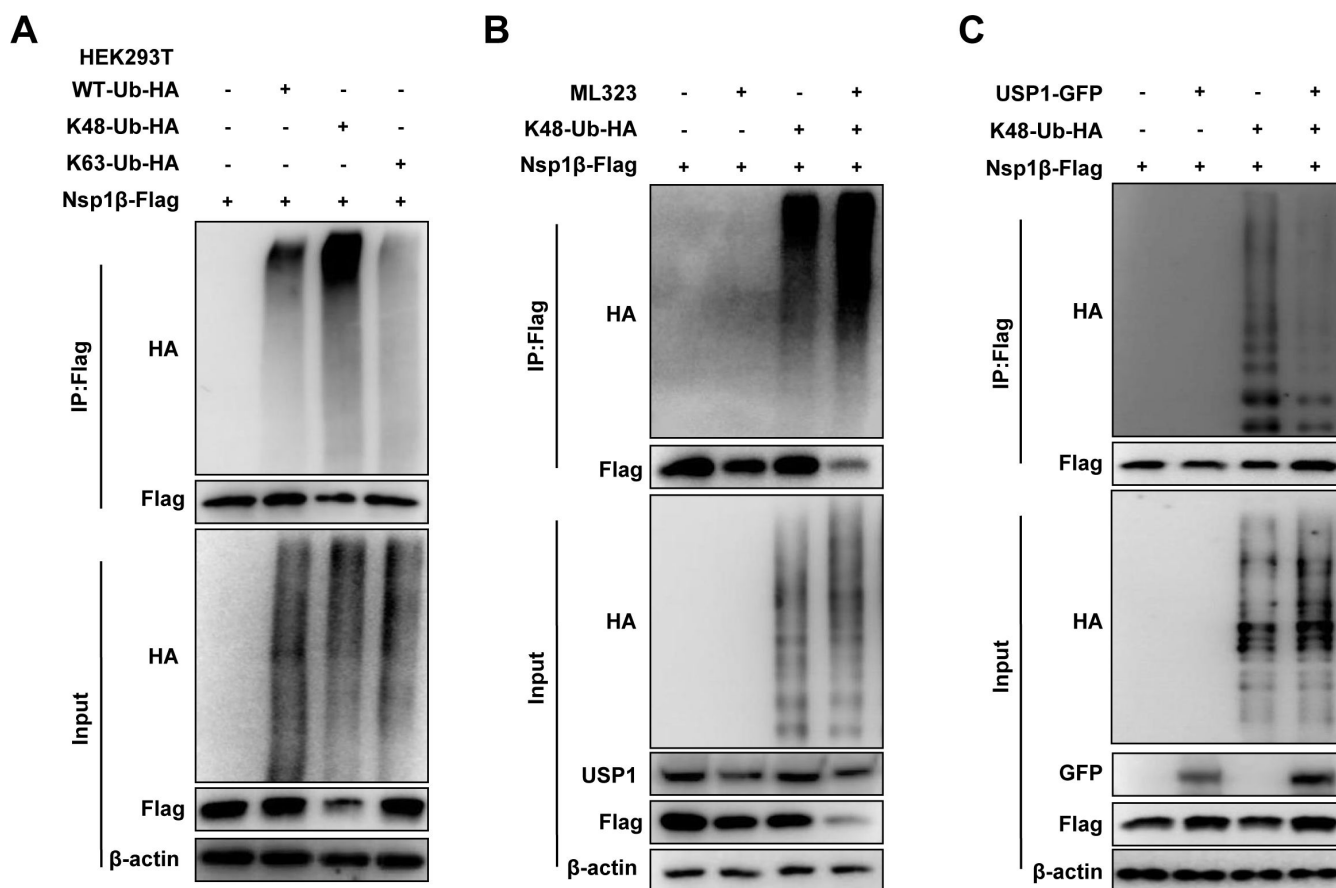 A
HEK293T
WT-Ub-HA - + - -
K48-Ub-HA - - + -
K63-Ub-HA - - - +
Nsp1β-Flag + + + +
IP:Flag
HA
Flag
Input
HA
Flag
β-actin
B
ML323 - + - +
K48-Ub-HA - - + +
Nsp1β-Flag + + + +
IP:Flag
HA
Flag
Input
HA
USP1
Flag
β-actin
C
USP1-GFP - + - +
K48-Ub-HA - - + +
Nsp1β-Flag + + + +
IP:Flag
HA
Flag
Input
HA
GFP
Flag
β-actin